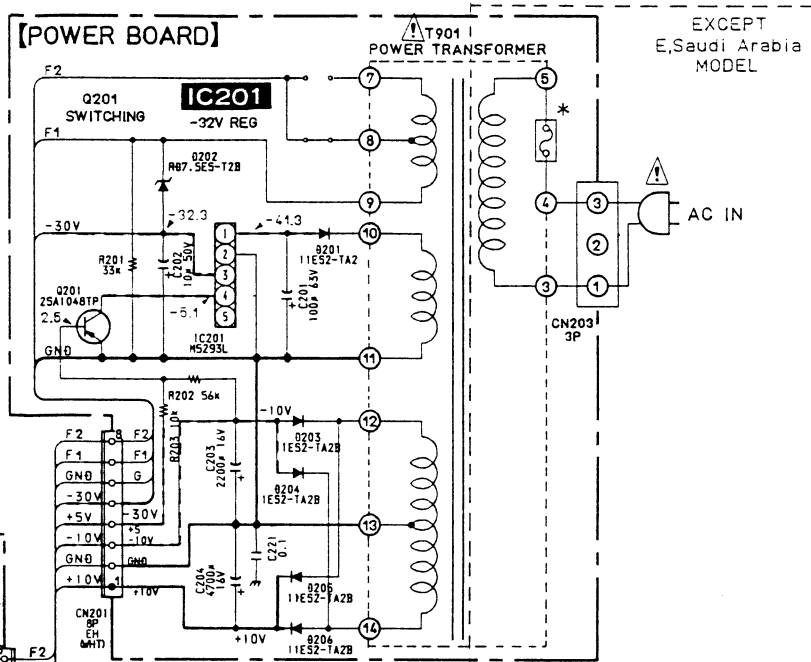 【POWER BOARD】
T901
POWER TRANSFORMER
EXCEPT
E,Saudi Arabia
MODEL
F2
7
5
Q201
SWITCHING
IC201
-32V REG
*
F1
8
D202
RD7.5ES-T2B
9
4
3
AC IN
-32.3
-41.3
-30V
1
10
2
2
D201
11ES2-TA2
R201
33K
C202
10µ 50V
3
C201
100µ 63V
3
1
Q201
2SA1048TP
4
-5.1
5
2.5
IC201
M5293L
CN203
3P
GND
11
R202 56K
R203 10K
-10V
12
F2
8
F2
C203
2200µ 16V
D203
11ES2-TA2B
F1
F1
GND
G
D204
11ES2-TA2B
-30V
-30V
+5V
+5
13
-10V
-10V
C221
0.1
GND
GND
C204
4700µ
16V
+10V
1
+10V
D205
11ES2-TA2B
CN201
8P
EH
(WHT)
+10V
14
D206
11ES2-TA2B
F2